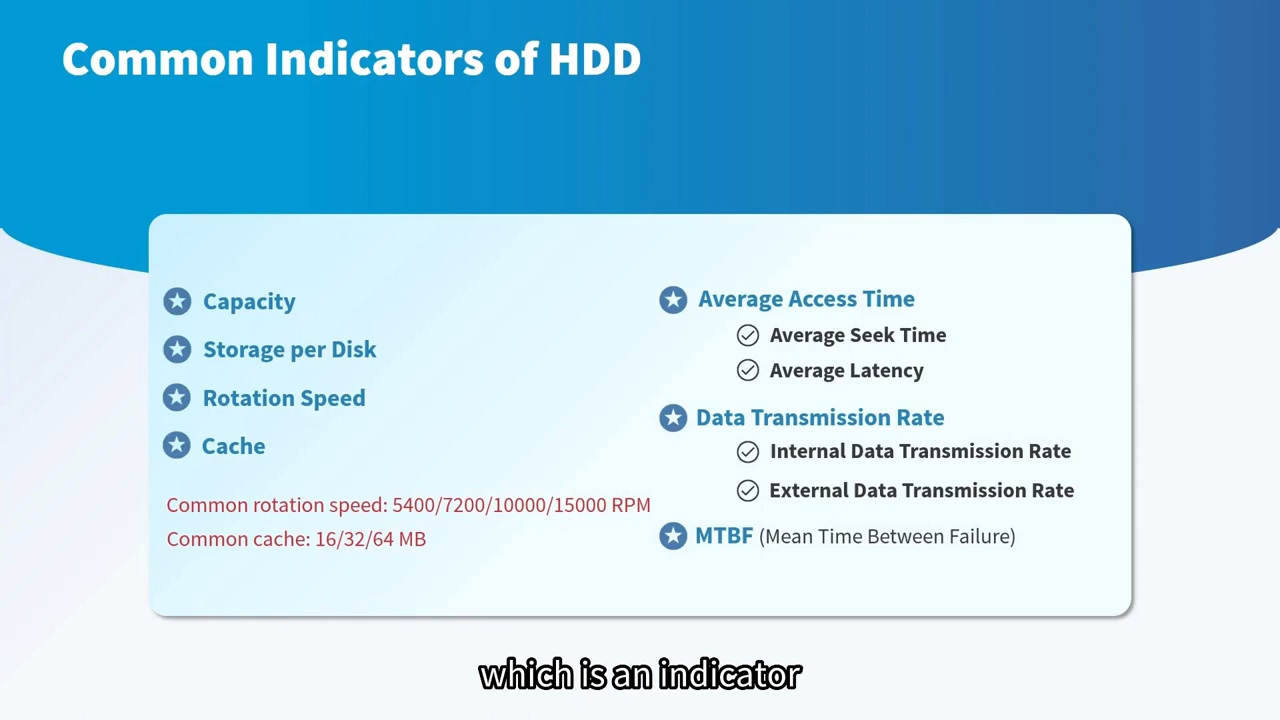 Common Indicators of HDD
Capacity
Storage per Disk
Rotation Speed
Cache
Common rotation speed: 5400/7200/10000/15000 RPM
Common cache: 16/32/64 MB
Average Access Time
Average Seek Time
Average Latency
Data Transmission Rate
Internal Data Transmission Rate
External Data Transmission Rate
MTBF (Mean Time Between Failure)
which is an indicator